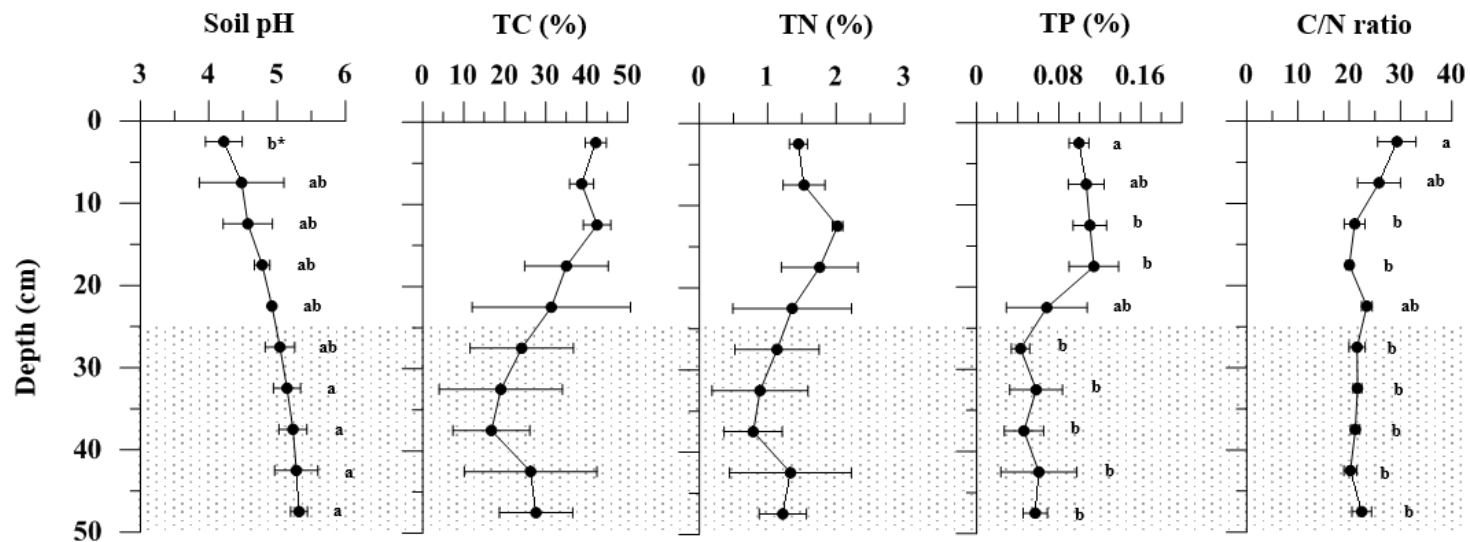 Soil pH TC (%) TN (%) TP (%) C/N ratio
3 4 5 6 0 10 20 30 40 50 0 1 2 3 0 0.08 0.16 0 10 20 30 40
0
b* a a
ab ab ab
10
ab b b
ab b b
20
ab ab ab
Depth (cm)
ab b b
30
a b b
a b b
40
a b b
a b b
50